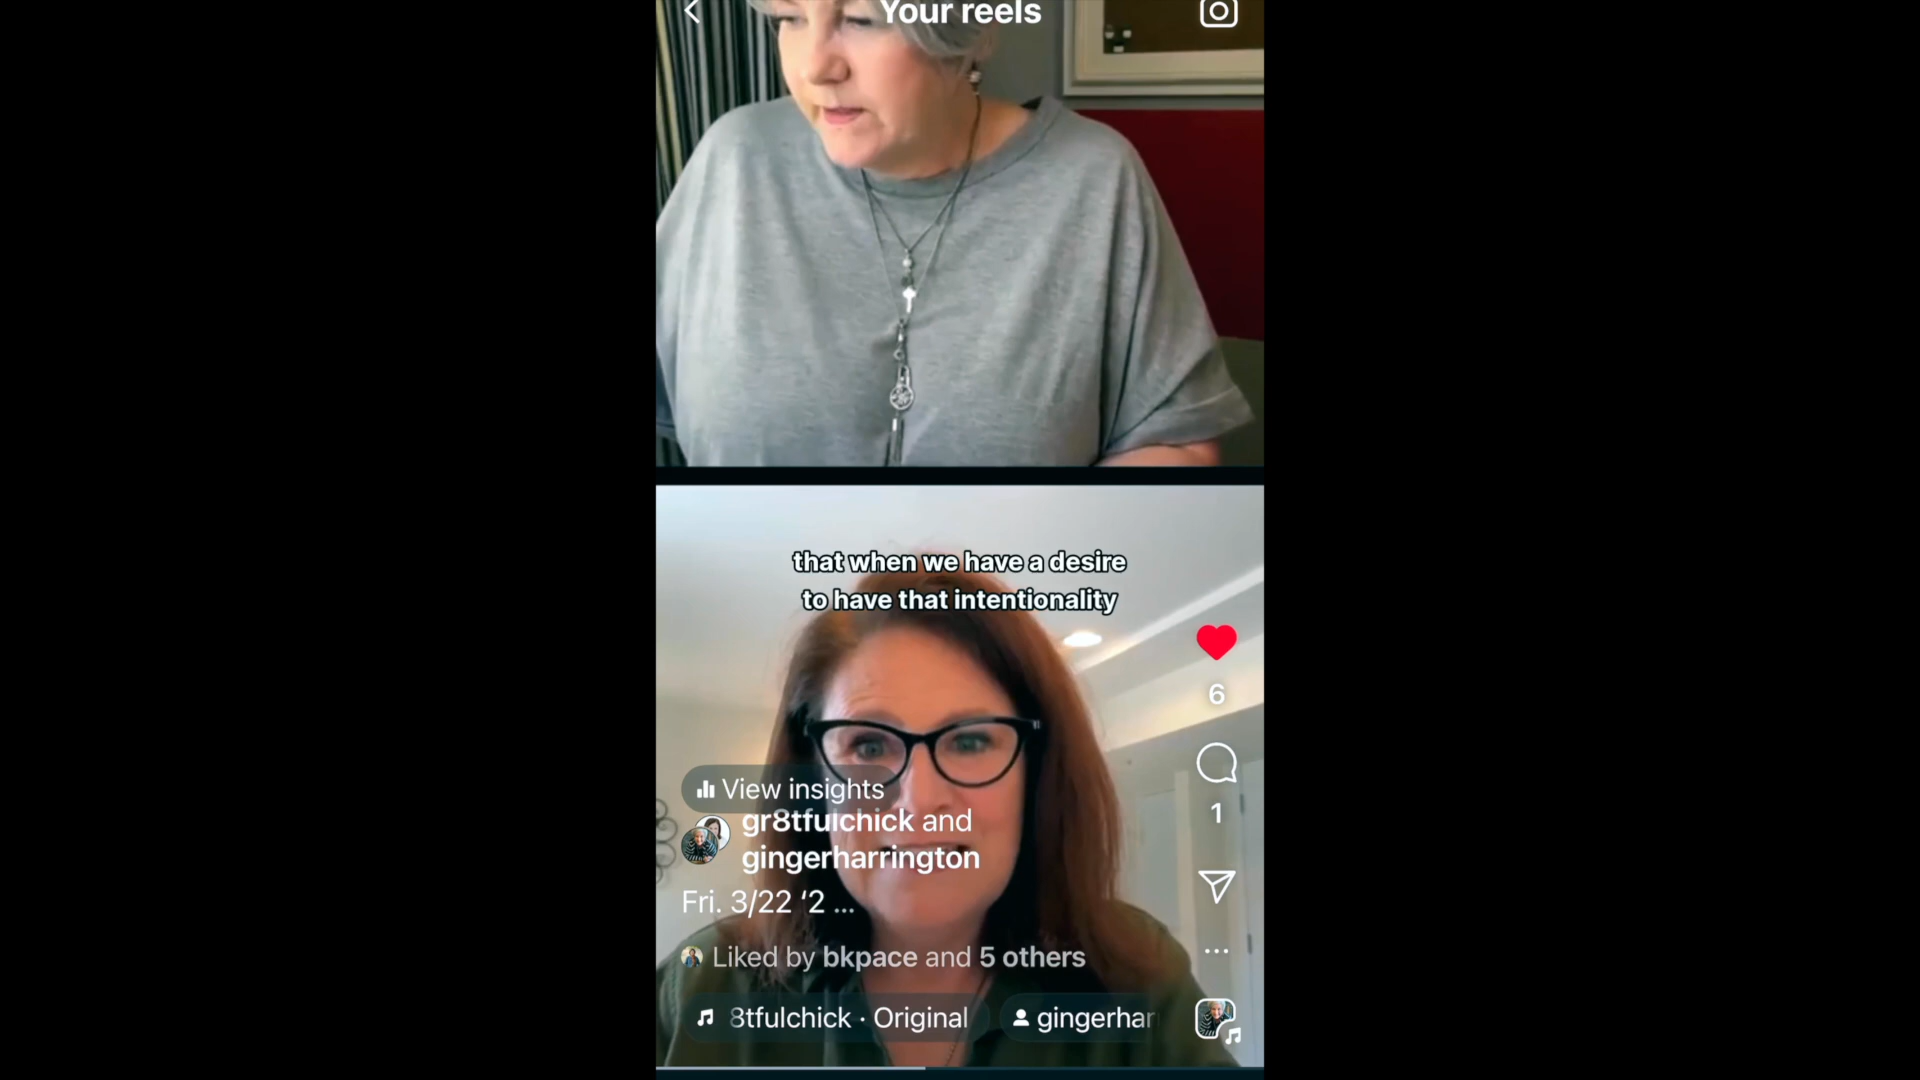 Your reels
that when we have a desire
to have that intentionality
6
View insights
gr8tfulchick and
gingerharrington
1
Fri. 3/22 ‘2 ...
Liked by bkpace and 5 others
8tfulchick · Original
gingerhar